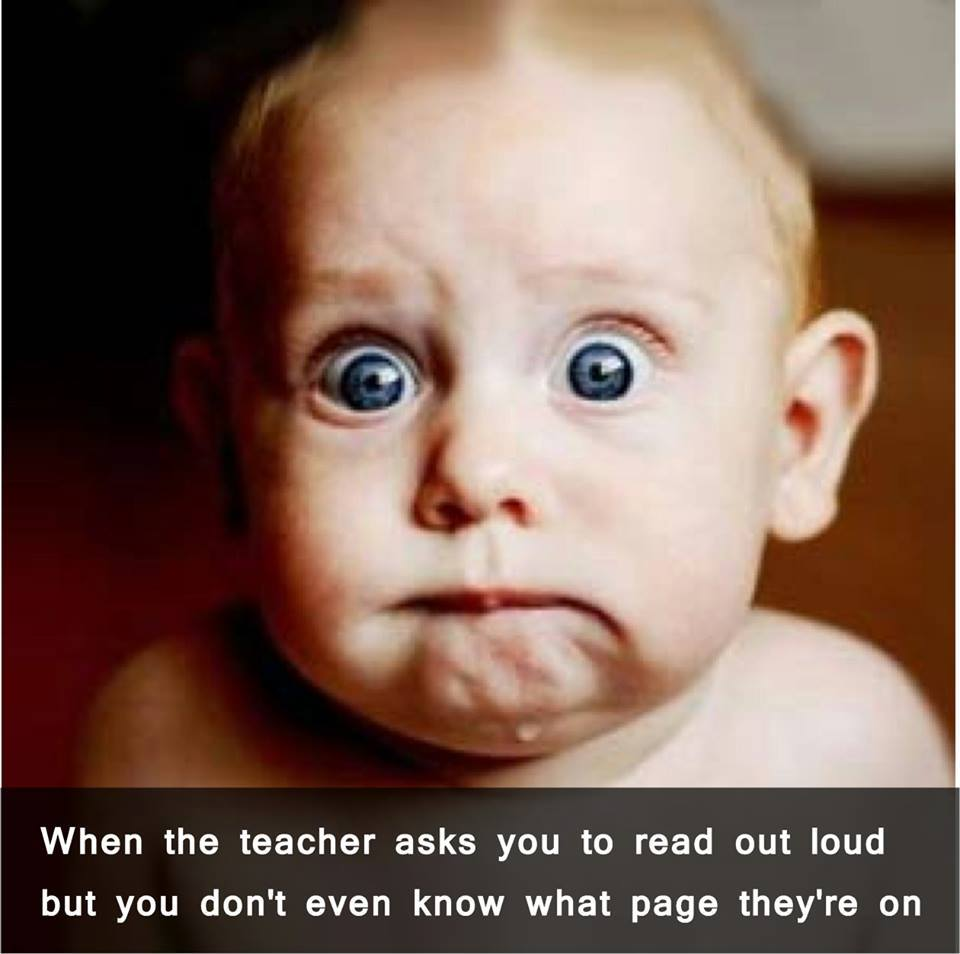 When the teacher asks you to read out loud
but you don't even know what page they're on